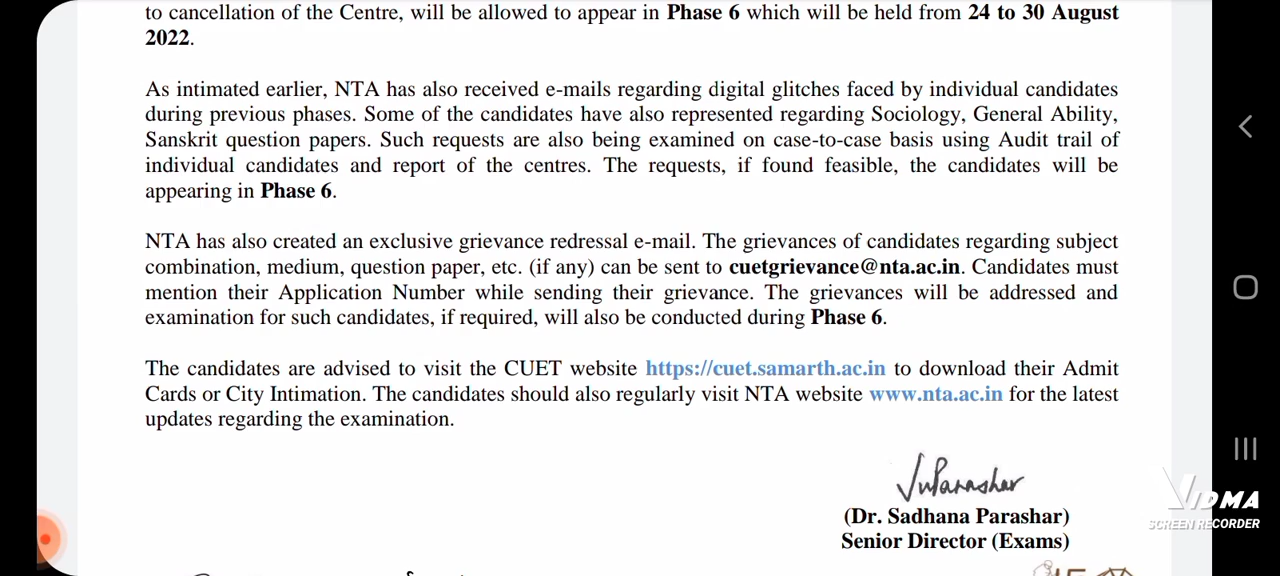 to cancellation of the Centre, will be allowed to appear in Phase 6 which will be held from 24 to 30 August
2022.
As intimated earlier, NTA has also received e-mails regarding digital glitches faced by individual candidates
during previous phases. Some of the candidates have also represented regarding Sociology, General Ability,
Sanskrit question papers. Such requests are also being examined on case-to-case basis using Audit trail of
individual candidates and report of the centres. The requests, if found feasible, the candidates will be
appearing in Phase 6.
NTA has also created an exclusive grievance redressal e-mail. The grievances of candidates regarding subject
combination, medium, question paper, etc. (if any) can be sent to cuetgrievance@nta.ac.in. Candidates must
mention their Application Number while sending their grievance. The grievances will be addressed and
examination for such candidates, if required, will also be conducted during Phase 6.
The candidates are advised to visit the CUET website https://cuet.samarth.ac.in to download their Admit
Cards or City Intimation. The candidates should also regularly visit NTA website www.nta.ac.in for the latest
updates regarding the examination.
(Dr. Sadhana Parashar)
Senior Director (Exams)
VIDMA
SCREEN RECORDER